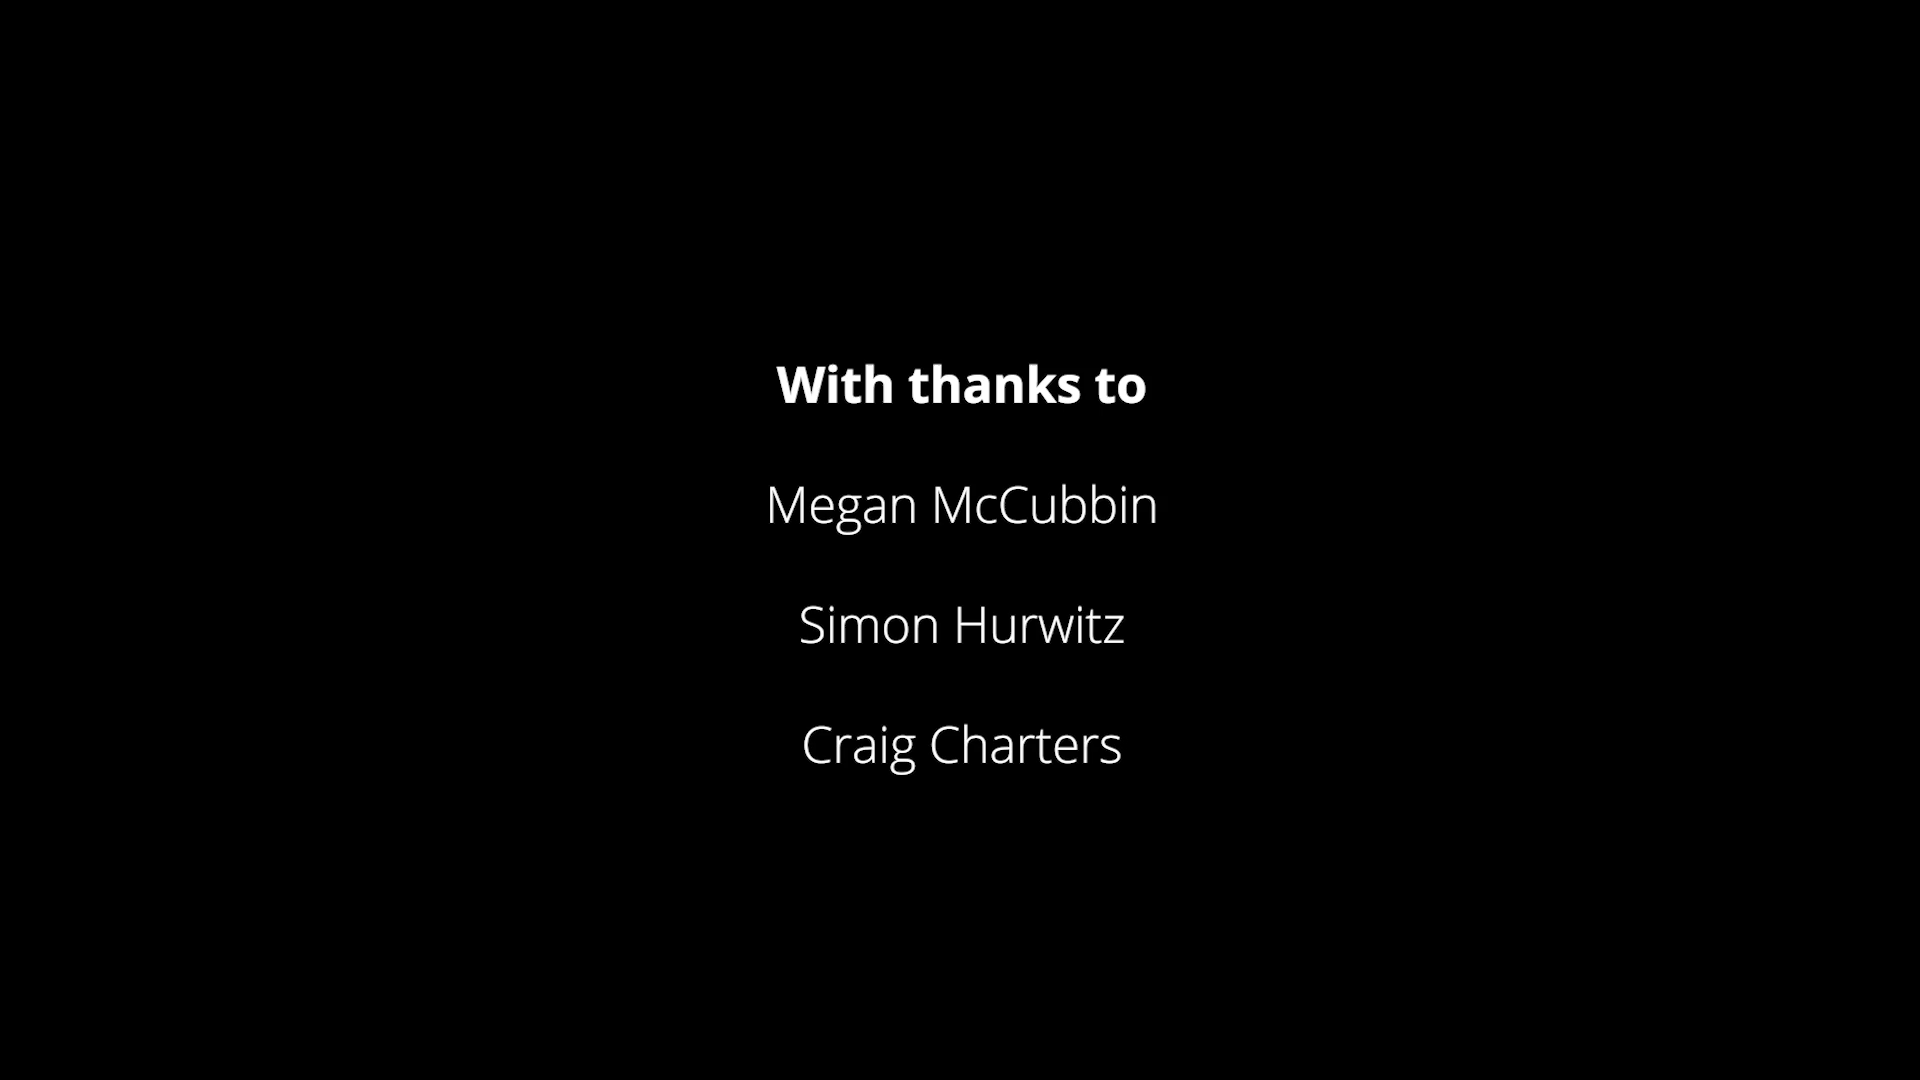 With thanks to
Megan McCubbin
Simon Hurwitz
Craig Charters